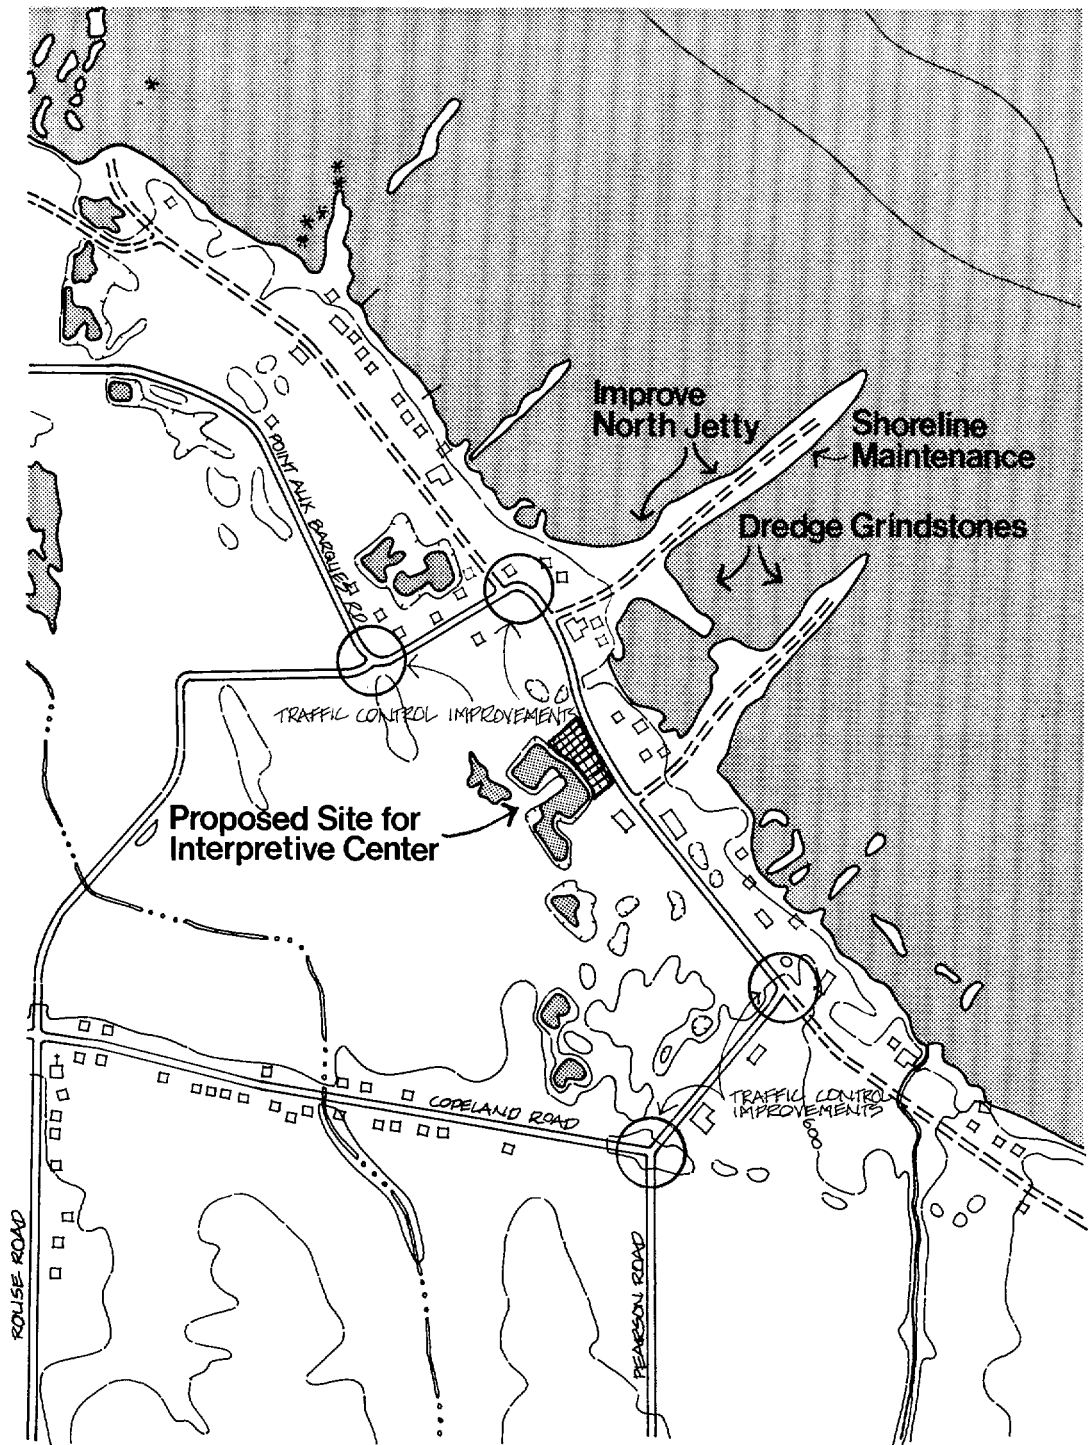 Improve
North Jetty
Shoreline
Maintenance
Dredge Grindstones
POINT AUX BARQUES RD
TRAFFIC CONTROL IMPROVEMENTS
Proposed Site for
Interpretive Center
TRAFFIC CONTROL
IMPROVEMENTS
COPELAND ROAD
ROUSE ROAD
PEARSON ROAD